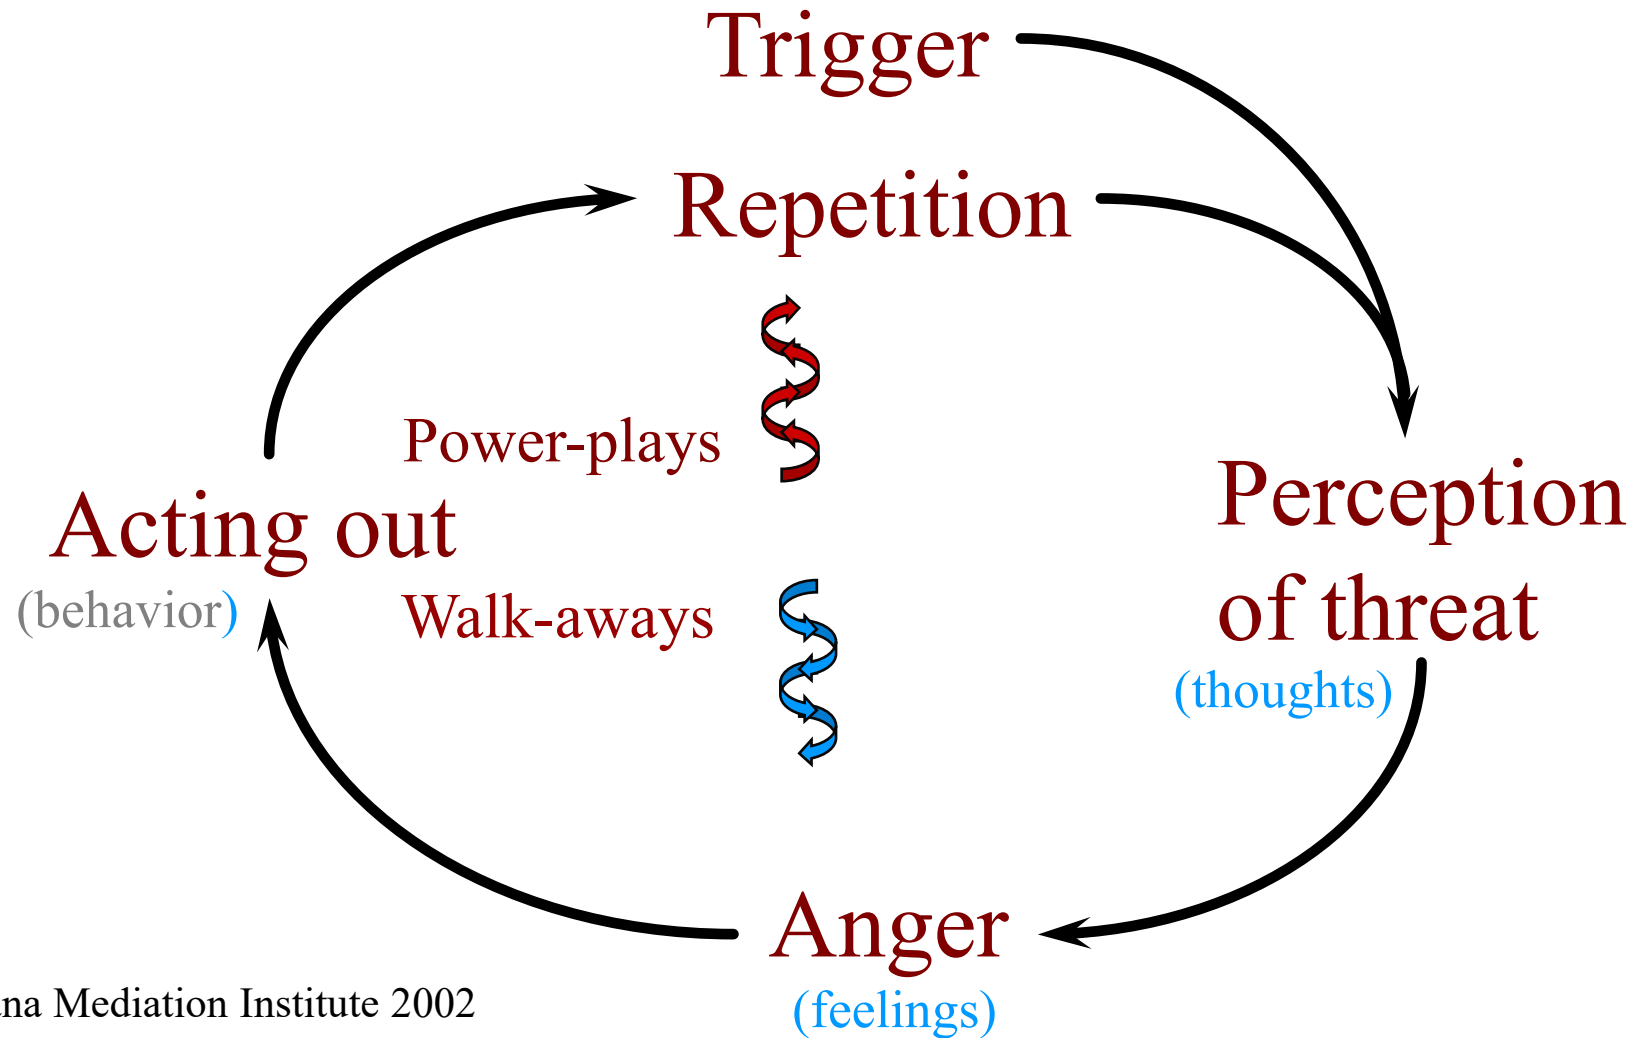 Trigger
Repetition
Power-plays
Acting out
(behavior)
Walk-aways
Perception
of threat
(thoughts)
Anger
(feelings)
Mediation Institute 2002